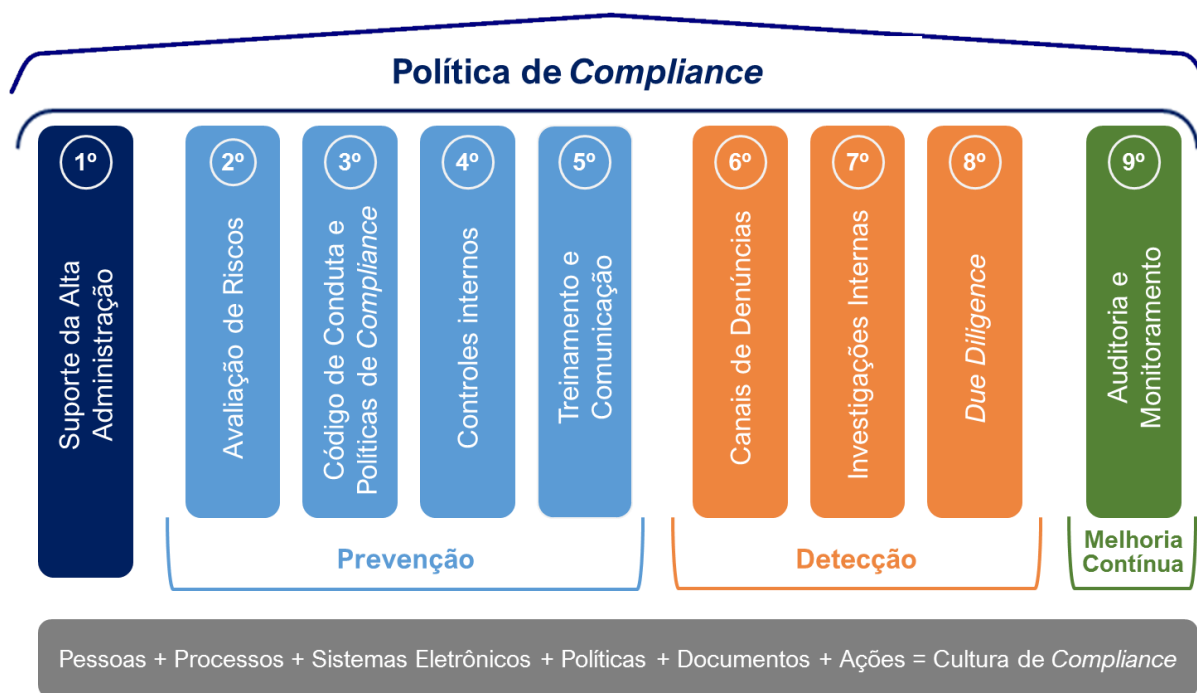 Política de Compliance
1º
Suporte da Alta
Administração
2º
Avaliação de Riscos
3º
Código de Conduta e
Políticas de Compliance
4º
Controles internos
5º
Treinamento e
Comunicação
6º
Canais de Denúncias
7º
Investigações Internas
8º
Due Diligence
9º
Auditoria e
Monitoramento
Prevenção
Detecção
Melhoria
Contínua
Pessoas + Processos + Sistemas Eletrônicos + Políticas + Documentos + Ações = Cultura de Compliance